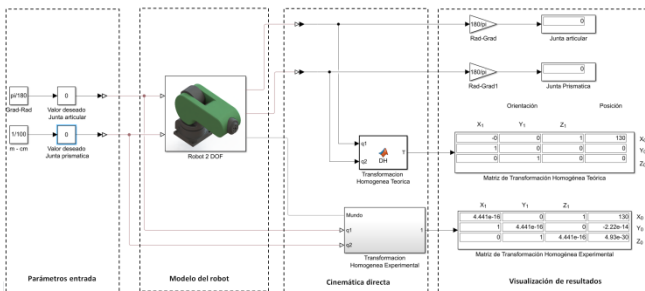 180/pi
Rad-Grad
0
Junta articular
180/pi
Rad-Grad1
0
Junta Prismatica
pi/180
Grad-Rad
0
Valor deseado
Junta articular
1/100
m - cm
0
Valor deseado
Junta prismatica
Robot 2 DOF
q1
q2
DH
T
Transformacion
Homogenea Teorica
Orientación
Posición
X₁ Y₁ Z₁
-0 0 1 130 X₀
1 0 0 0 Y₀
0 1 0 0 Z₀
Matriz de Transformación Homogénea Teórica
Mundo
q1
q2
Transformacion
Homogenea Experimental
X₁ Y₁ Z₁
4.441e-16 0 1 130 X₀
1 4.441e-16 0 -2.22e-14 Y₀
0 1 4.441e-16 4.93e-30 Z₀
Matriz de Transformación Homogénea Experimental
Parámetros entrada
Modelo del robot
Cinemática directa
Visualización de resultados